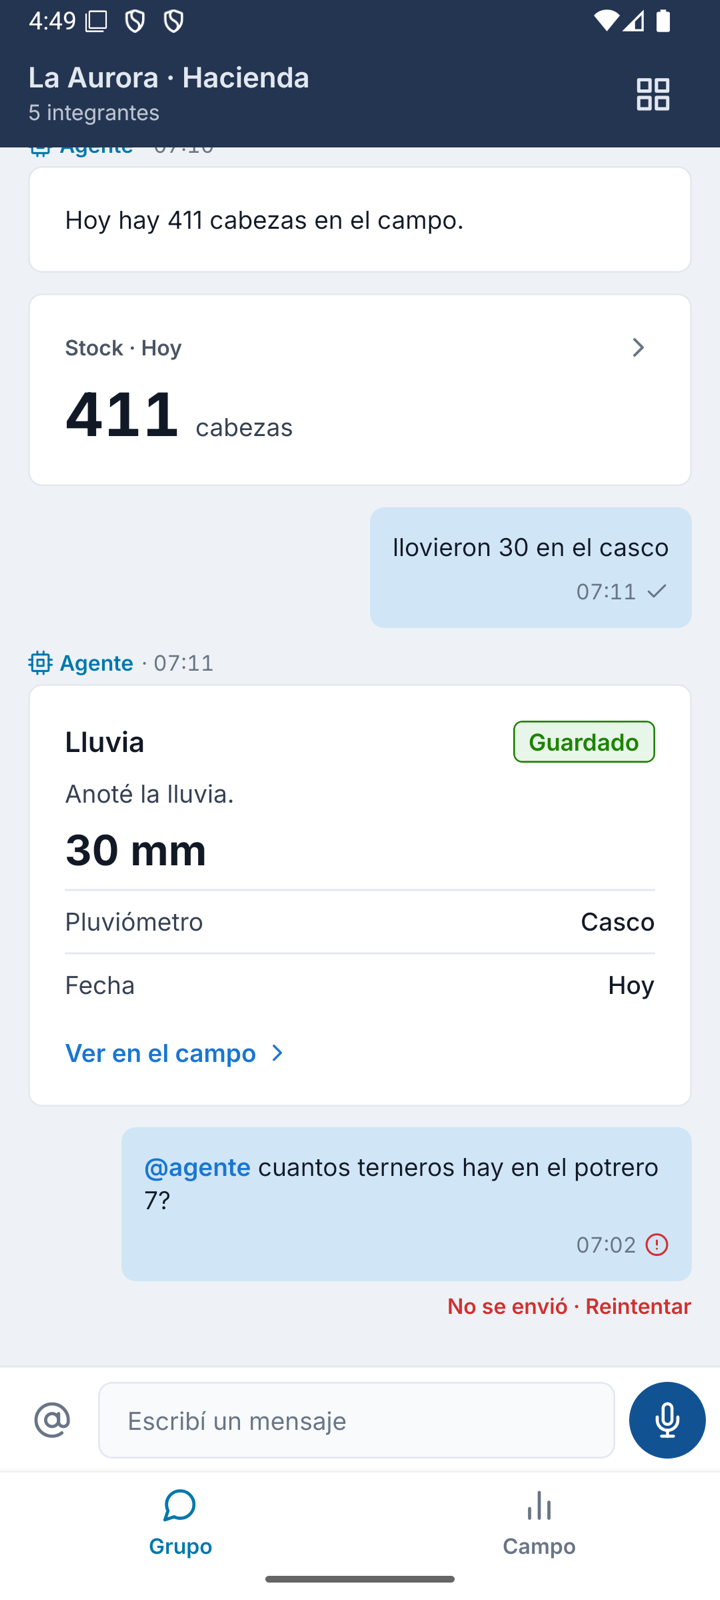 4:49
La Aurora · Hacienda
5 integrantes
Agente · 07:10
Hoy hay 411 cabezas en el campo.
Stock · Hoy
411 cabezas
llovieron 30 en el casco
07:11
Agente · 07:11
Lluvia
Guardado
Anoté la lluvia.
30 mm
Pluviómetro
Casco
Fecha
Hoy
Ver en el campo
@agente cuantos terneros hay en el potrero
7?
07:02
No se envió · Reintentar
Escribí un mensaje
Grupo
Campo